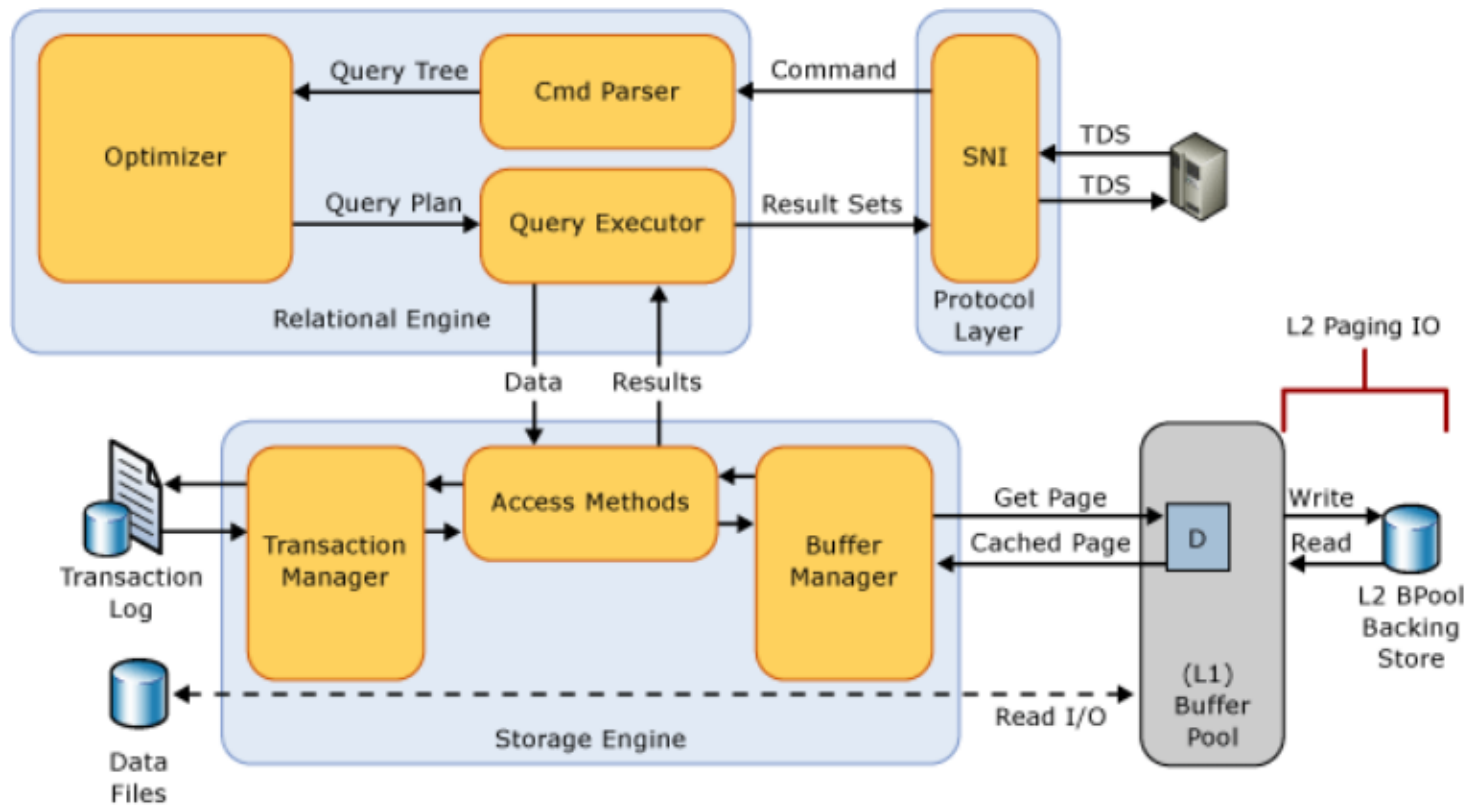 Query Tree
Cmd Parser
Command
Optimizer
SNI
TDS
TDS
Query Plan
Query Executor
Result Sets
Relational Engine
Protocol
Layer
L2 Paging IO
Data
Results
Transaction
Log
Transaction
Manager
Access Methods
Buffer
Manager
Get Page
Cached Page
D
Write
Read
L2 BPool
Backing
Store
(L1)
Buffer
Pool
Read I/O
Storage Engine
Data
Files